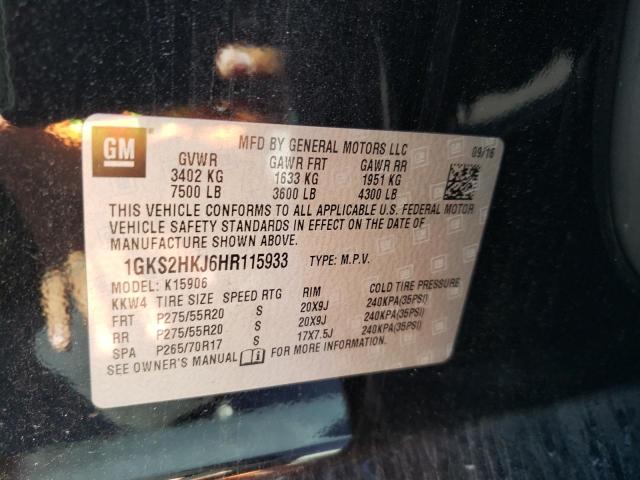 GM
MFD BY GENERAL MOTORS LLC 09/16
GVWR GAWR FRT GAWR RR
3402 KG 1633 KG 1951 KG
7500 LB 3600 LB 4300 LB
THIS VEHICLE CONFORMS TO ALL APPLICABLE U.S. FEDERAL MOTOR
VEHICLE SAFETY STANDARDS IN EFFECT ON THE DATE OF
MANUFACTURE SHOWN ABOVE.
1GKS2HKJ6HR115933 TYPE: M.P.V.
MODEL: K15906
KKW4 TIRE SIZE SPEED RTG RIM COLD TIRE PRESSURE
FRT P275/55R20 S 20X9J 240KPA(35PSI)
RR P275/55R20 S 20X9J 240KPA(35PSI)
SPA P265/70R17 S 17X7.5J 240KPA(35PSI)
SEE OWNER'S MANUAL FOR MORE INFORMATION.